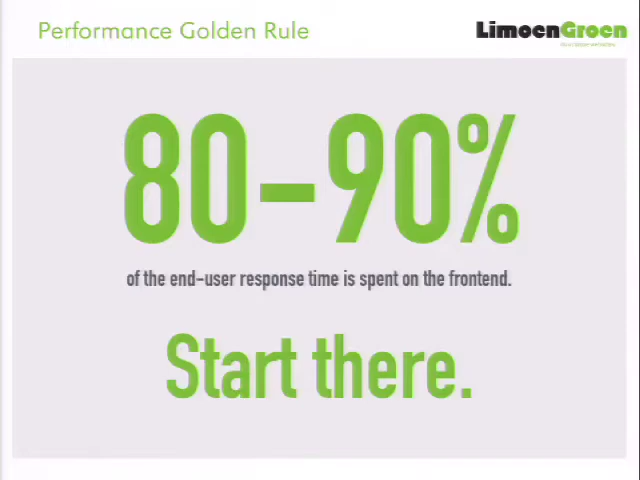 Performance Golden Rule
LimoenGroen
80–90%
of the end-user response time is spent on the frontend.
Start there.